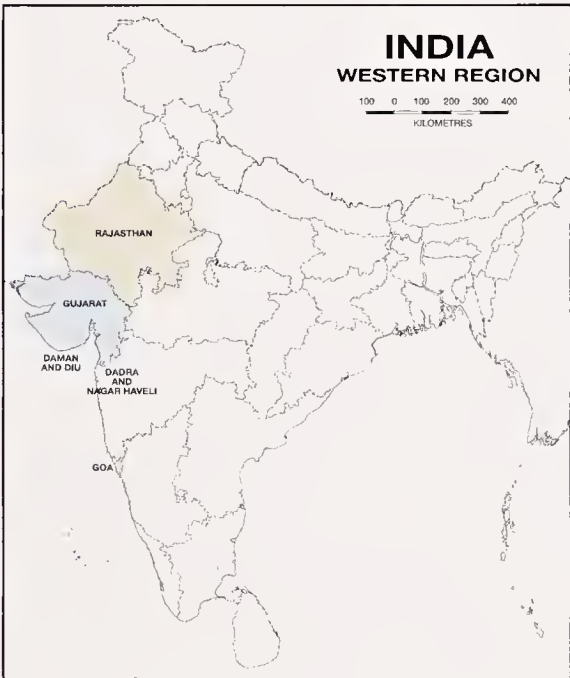 INDIA
WESTERN REGION
100 0 100 200 300 400
KILOMETRES
RAJASTHAN
GUJARAT
DAMAN
AND DIU
DADRA
AND
NAGAR HAVELI
GOA